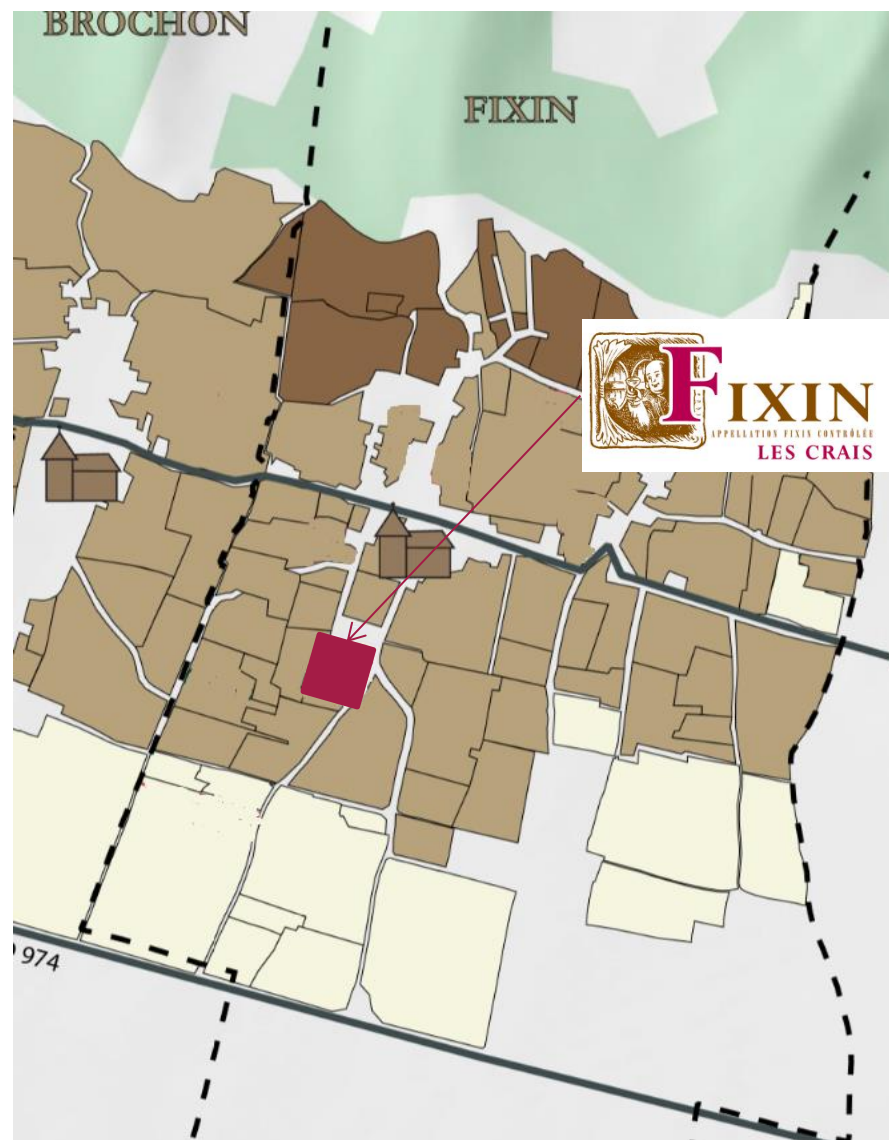 BROCHON
FIXIN
FIXIN
APPELLATION FIXIN CONTRÔLÉE
LES CRAIS
974